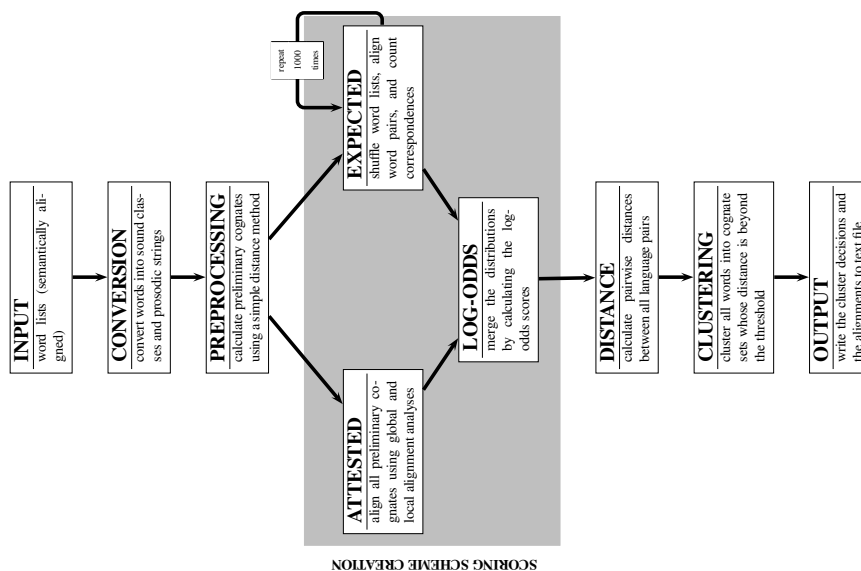 INPUT
word lists (semantically ali-
gned)
CONVERSION
convert words into sound clas-
ses and prosodic strings
PREPROCESSING
calculate preliminary cognates
using a simple distance method
repeat
1000
times
EXPECTED
shuffle word lists, align
word pairs, and count
correspondences
ATTESTED
align all preliminary co-
gnates using global and
local alignment analyses
LOG-ODDS
merge the distributions
by calculating the log-
odds scores
SCORING SCHEME CREATION
DISTANCE
calculate pairwise distances
between all language pairs
CLUSTERING
cluster all words into cognate
sets whose distance is beyond
the threshold
OUTPUT
write the cluster decisions and
the alignments to text file